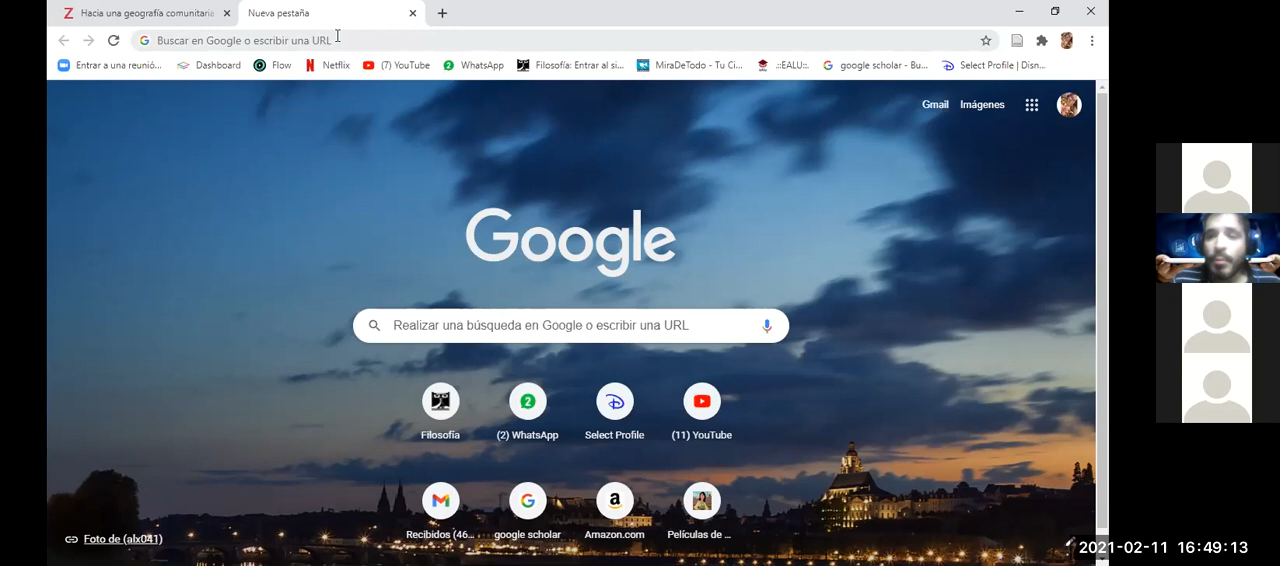 Hacia una geografía comunitaria
Nueva pestaña
Buscar en Google o escribir una URL
Entrar a una reunió...
Dashboard
Flow
Netflix
(7) YouTube
WhatsApp
Filosofía: Entrar al si...
MiraDeTodo - Tu Ci...
.::EALU::.
google scholar - Bu...
Select Profile | Disn...
Gmail
Imágenes
Google
Realizar una búsqueda en Google o escribir una URL
Filosofía
(2) WhatsApp
Select Profile
(11) YouTube
Recibidos (46...
google scholar
Amazon.com
Películas de ...
Foto de (alx041)
2021-02-11 16:49:13